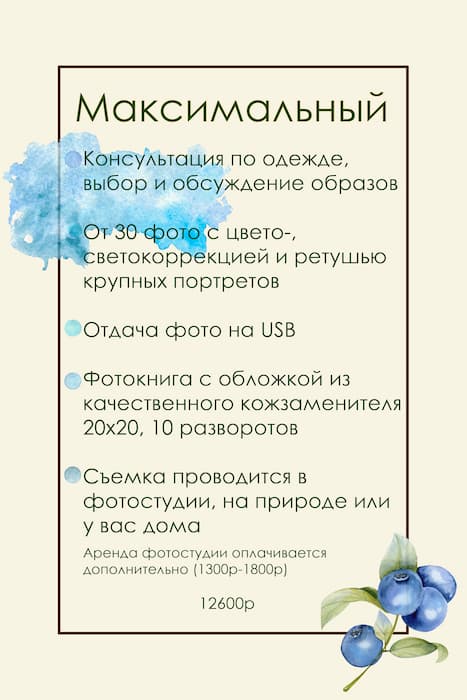 Максимальный
Консультация по одежде,
выбор и обсуждение образов
От 30 фото с цвето-,
светокоррекцией и ретушью
крупных портретов
Отдача фото на USB
Фотокнига с обложкой из
качественного кожзаменителя
20х20, 10 разворотов
Съемка проводится в
фотостудии, на природе или
у вас дома
Аренда фотостудии оплачивается
дополнительно (1300р-1800р)
12600р